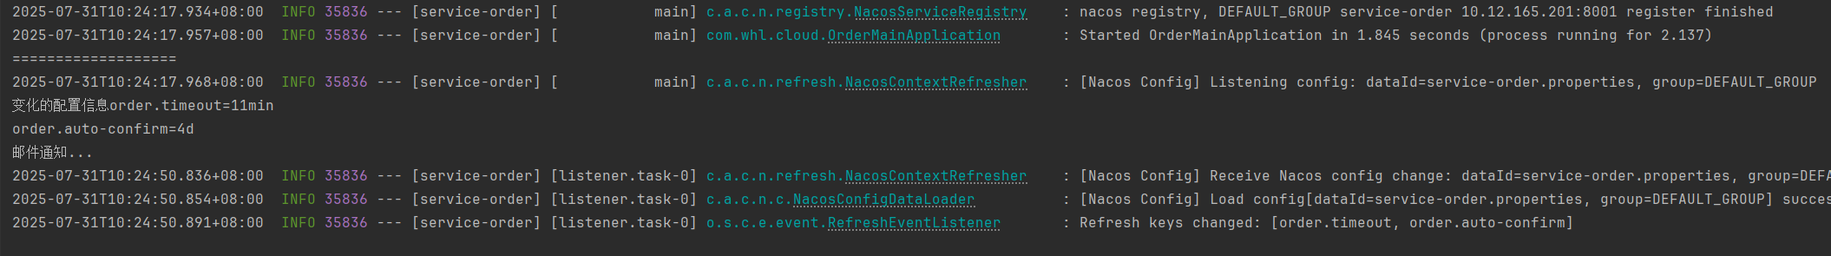 2025-07-31T10:24:17.934+08:00  INFO 35836 --- [service-order] [           main] c.a.c.n.registry.NacosServiceRegistry    : nacos registry, DEFAULT_GROUP service-order 10.12.165.201:8001 register finished
2025-07-31T10:24:17.957+08:00  INFO 35836 --- [service-order] [           main] com.whl.cloud.OrderMainApplication       : Started OrderMainApplication in 1.845 seconds (process running for 2.137)
===================
2025-07-31T10:24:17.968+08:00  INFO 35836 --- [service-order] [           main] c.a.c.n.refresh.NacosContextRefresher    : [Nacos Config] Listening config: dataId=service-order.properties, group=DEFAULT_GROUP
变化的配置信息order.timeout=11min
order.auto-confirm=4d
邮件通知...
2025-07-31T10:24:50.836+08:00  INFO 35836 --- [service-order] [listener.task-0] c.a.c.n.refresh.NacosContextRefresher    : [Nacos Config] Receive Nacos config change: dataId=service-order.properties, group=DEFA
2025-07-31T10:24:50.854+08:00  INFO 35836 --- [service-order] [listener.task-0] c.a.c.n.c.NacosConfigDataLoader          : [Nacos Config] Load config[dataId=service-order.properties, group=DEFAULT_GROUP] succes
2025-07-31T10:24:50.891+08:00  INFO 35836 --- [service-order] [listener.task-0] o.s.c.e.event.RefreshEventListener       : Refresh keys changed: [order.timeout, order.auto-confirm]